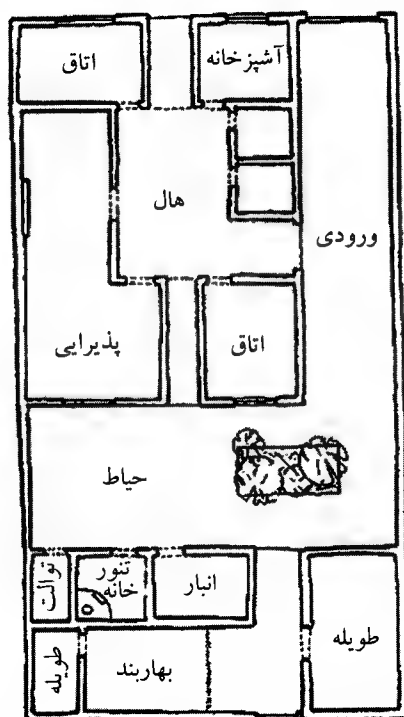 آشپزخانه
اتاق
هال
ورودی
پذیرایی
اتاق
حیاط
توالت
تنور
خانه
انبار
طویله
بهاربند
طویله